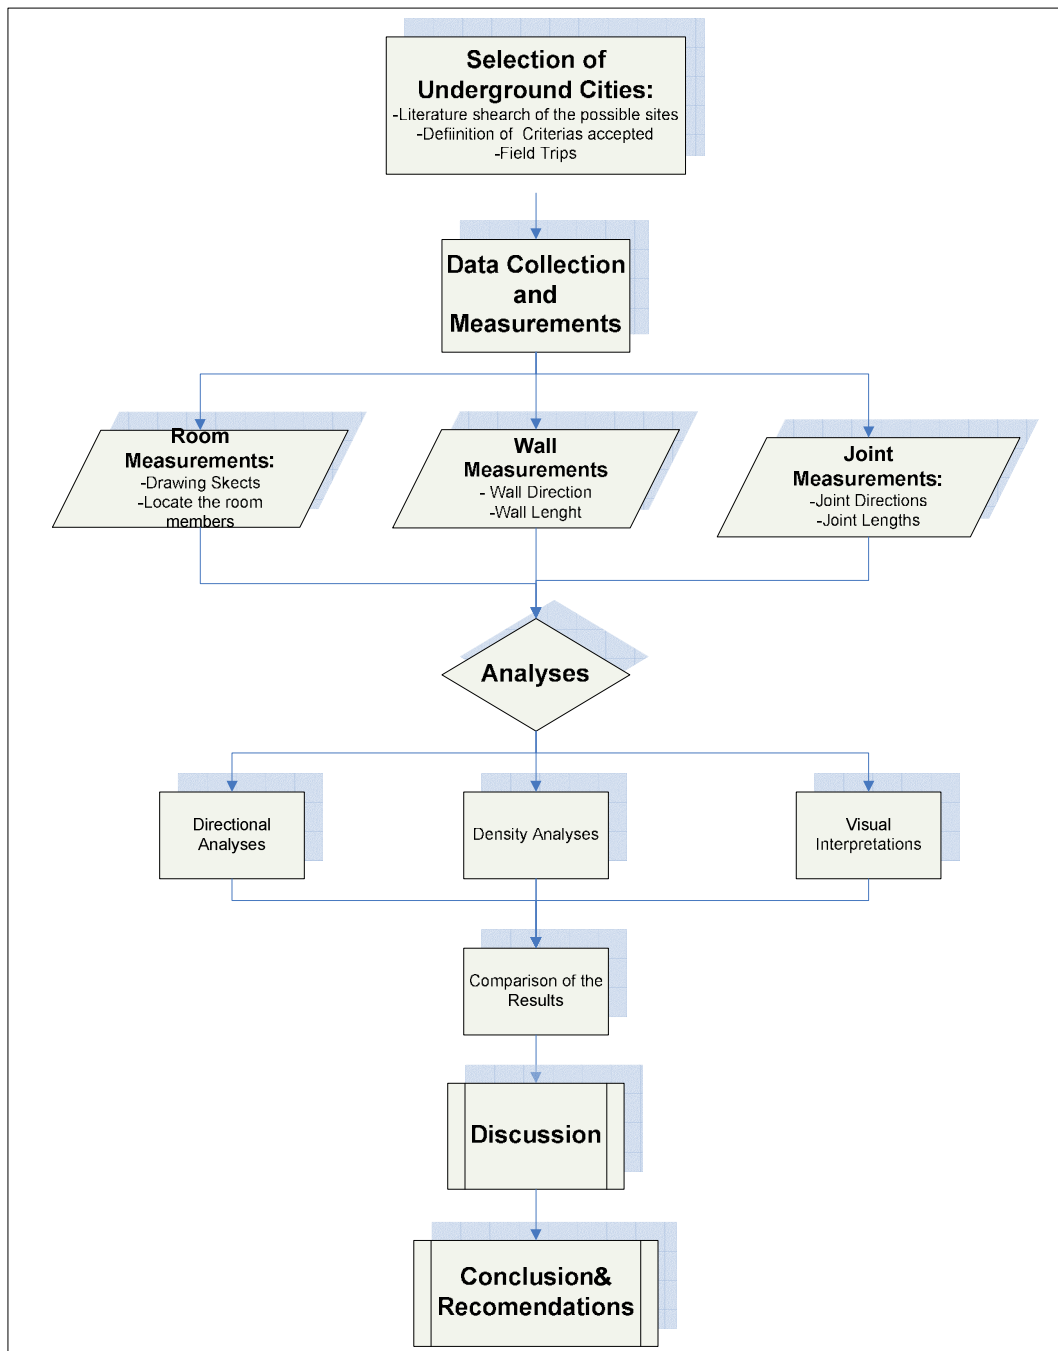 Selection of
Underground Cities:
-Literature shearch of the possible sites
-Defiinition of  Criterias accepted
-Field Trips
Data Collection
and
Measurements
Room
Measurements:
-Drawing Skects
-Locate the room
members
Wall
Measurements
- Wall Direction
-Wall Lenght
Joint
Measurements:
-Joint Directions
-Joint Lengths
Analyses
Directional
Analyses
Density Analyses
Visual
Interpretations
Comparison of the
Results
Discussion
Conclusion&
Recomendations